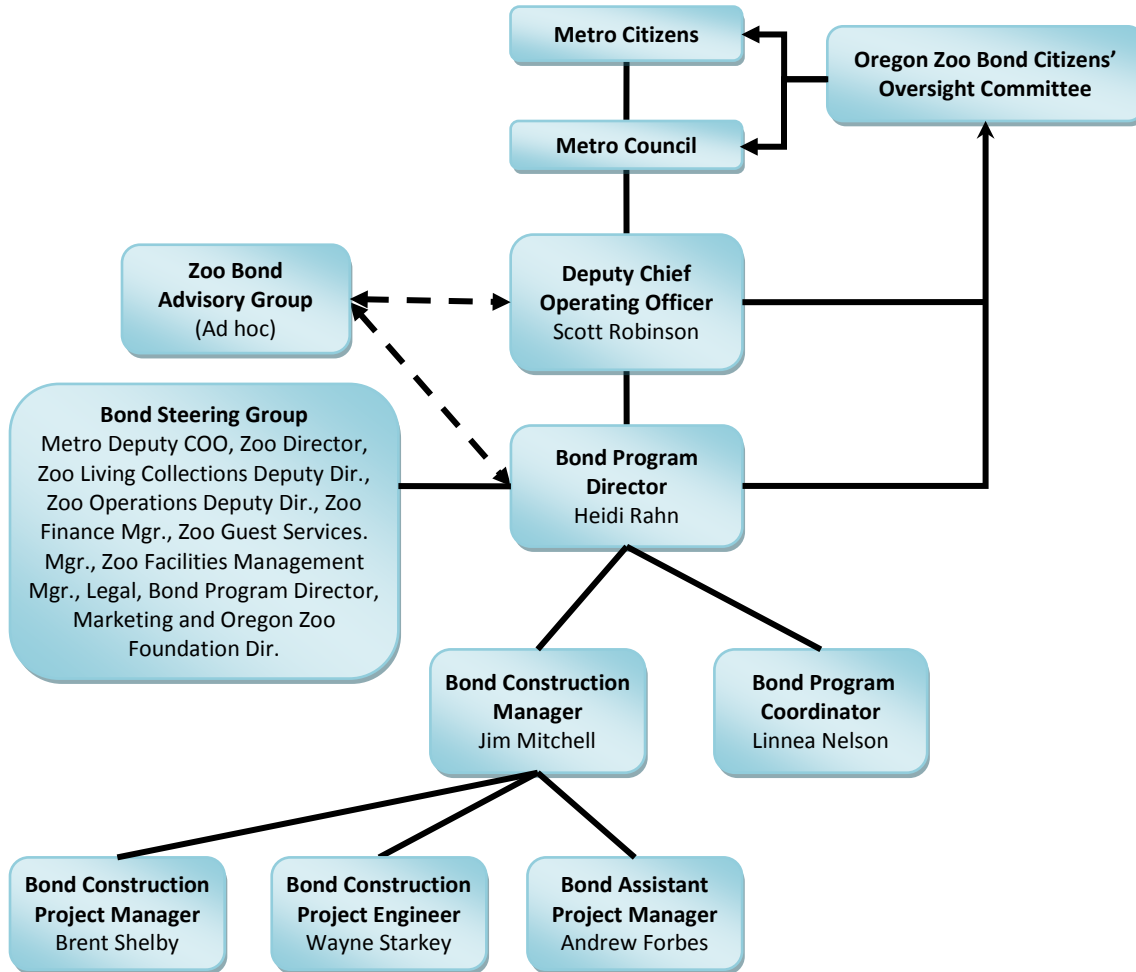 Metro Citizens
Oregon Zoo Bond Citizens’
Oversight Committee
Metro Council
Zoo Bond
Advisory Group
(Ad hoc)
Deputy Chief
Operating Officer
Scott Robinson
Bond Steering Group
Metro Deputy COO, Zoo Director,
Zoo Living Collections Deputy Dir.,
Zoo Operations Deputy Dir., Zoo
Finance Mgr., Zoo Guest Services.
Mgr., Zoo Facilities Management
Mgr., Legal, Bond Program Director,
Marketing and Oregon Zoo
Foundation Dir.
Bond Program
Director
Heidi Rahn
Bond Construction
Manager
Jim Mitchell
Bond Program
Coordinator
Linnea Nelson
Bond Construction
Project Manager
Brent Shelby
Bond Construction
Project Engineer
Wayne Starkey
Bond Assistant
Project Manager
Andrew Forbes